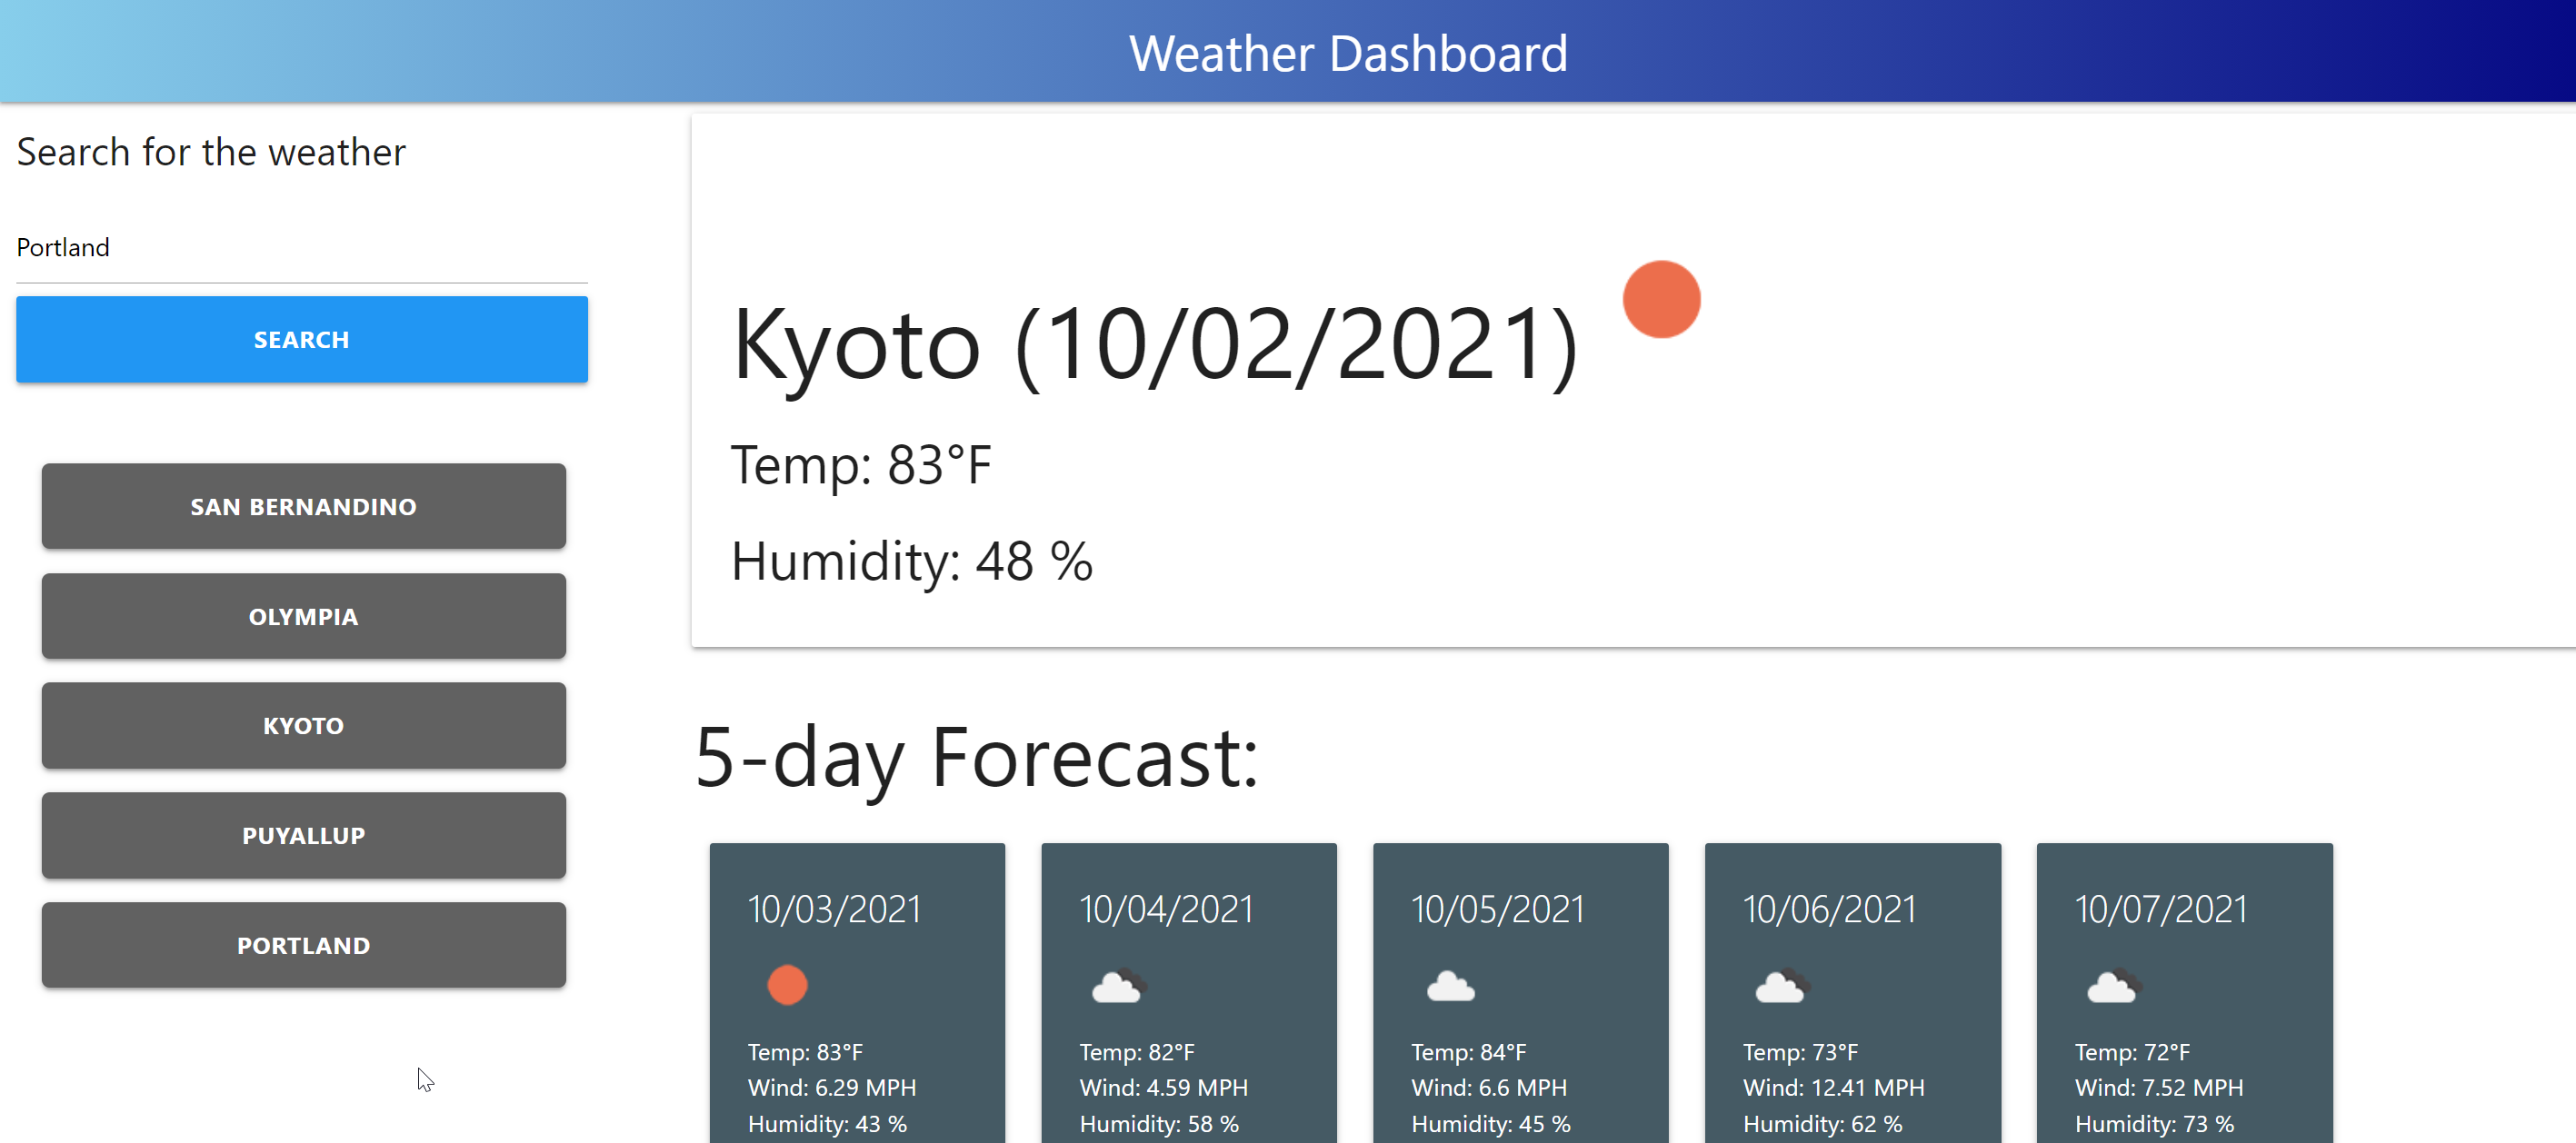 Weather Dashboard
Search for the weather
Portland
SEARCH
SAN BERNANDINO
OLYMPIA
KYOTO
PUYALLUP
PORTLAND
Kyoto (10/02/2021)
Temp: 83°F
Humidity: 48 %
5-day Forecast:
10/03/2021
Temp: 83°F
Wind: 6.29 MPH
Humidity: 43 %
10/04/2021
Temp: 82°F
Wind: 4.59 MPH
Humidity: 58 %
10/05/2021
Temp: 84°F
Wind: 6.6 MPH
Humidity: 45 %
10/06/2021
Temp: 73°F
Wind: 12.41 MPH
Humidity: 62 %
10/07/2021
Temp: 72°F
Wind: 7.52 MPH
Humidity: 73 %